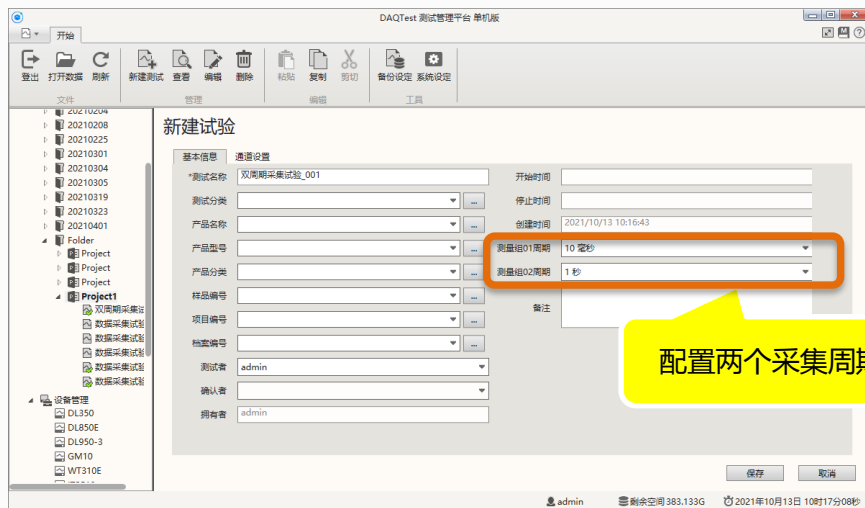 DAQTest 测试管理平台 单机版
开始
登出 打开数据 刷新 新建测试 查看 编辑 删除 粘贴 复制 剪切 备份设定 系统设定
文件 管理 编辑 工具
20210204
20210208
20210225
20210301
20210304
20210305
20210319
20210323
20210401
Folder
Project
Project
Project
Project1
双周期采集试
数据采集试验
数据采集试验
数据采集试验
数据采集试验
数据采集试验
设备管理
DL350
DL850E
DL950-3
GM10
WT310E
新建试验
基本信息 通道设置
*测试名称 双周期采集试验_001 开始时间
测试分类 ... 停止时间
产品名称 ... 创建时间 2021/10/13 10:16:43
产品型号 ... 测量组01周期 10 毫秒
产品分类 ... 测量组02周期 1 秒
样品编号 ... 备注
项目编号 ...
档案编号 ...
测试者 admin
确认者
拥有者 admin
配置两个采集周期
保存 取消
admin 剩余空间 383.133G 2021年10月13日 10时17分08秒